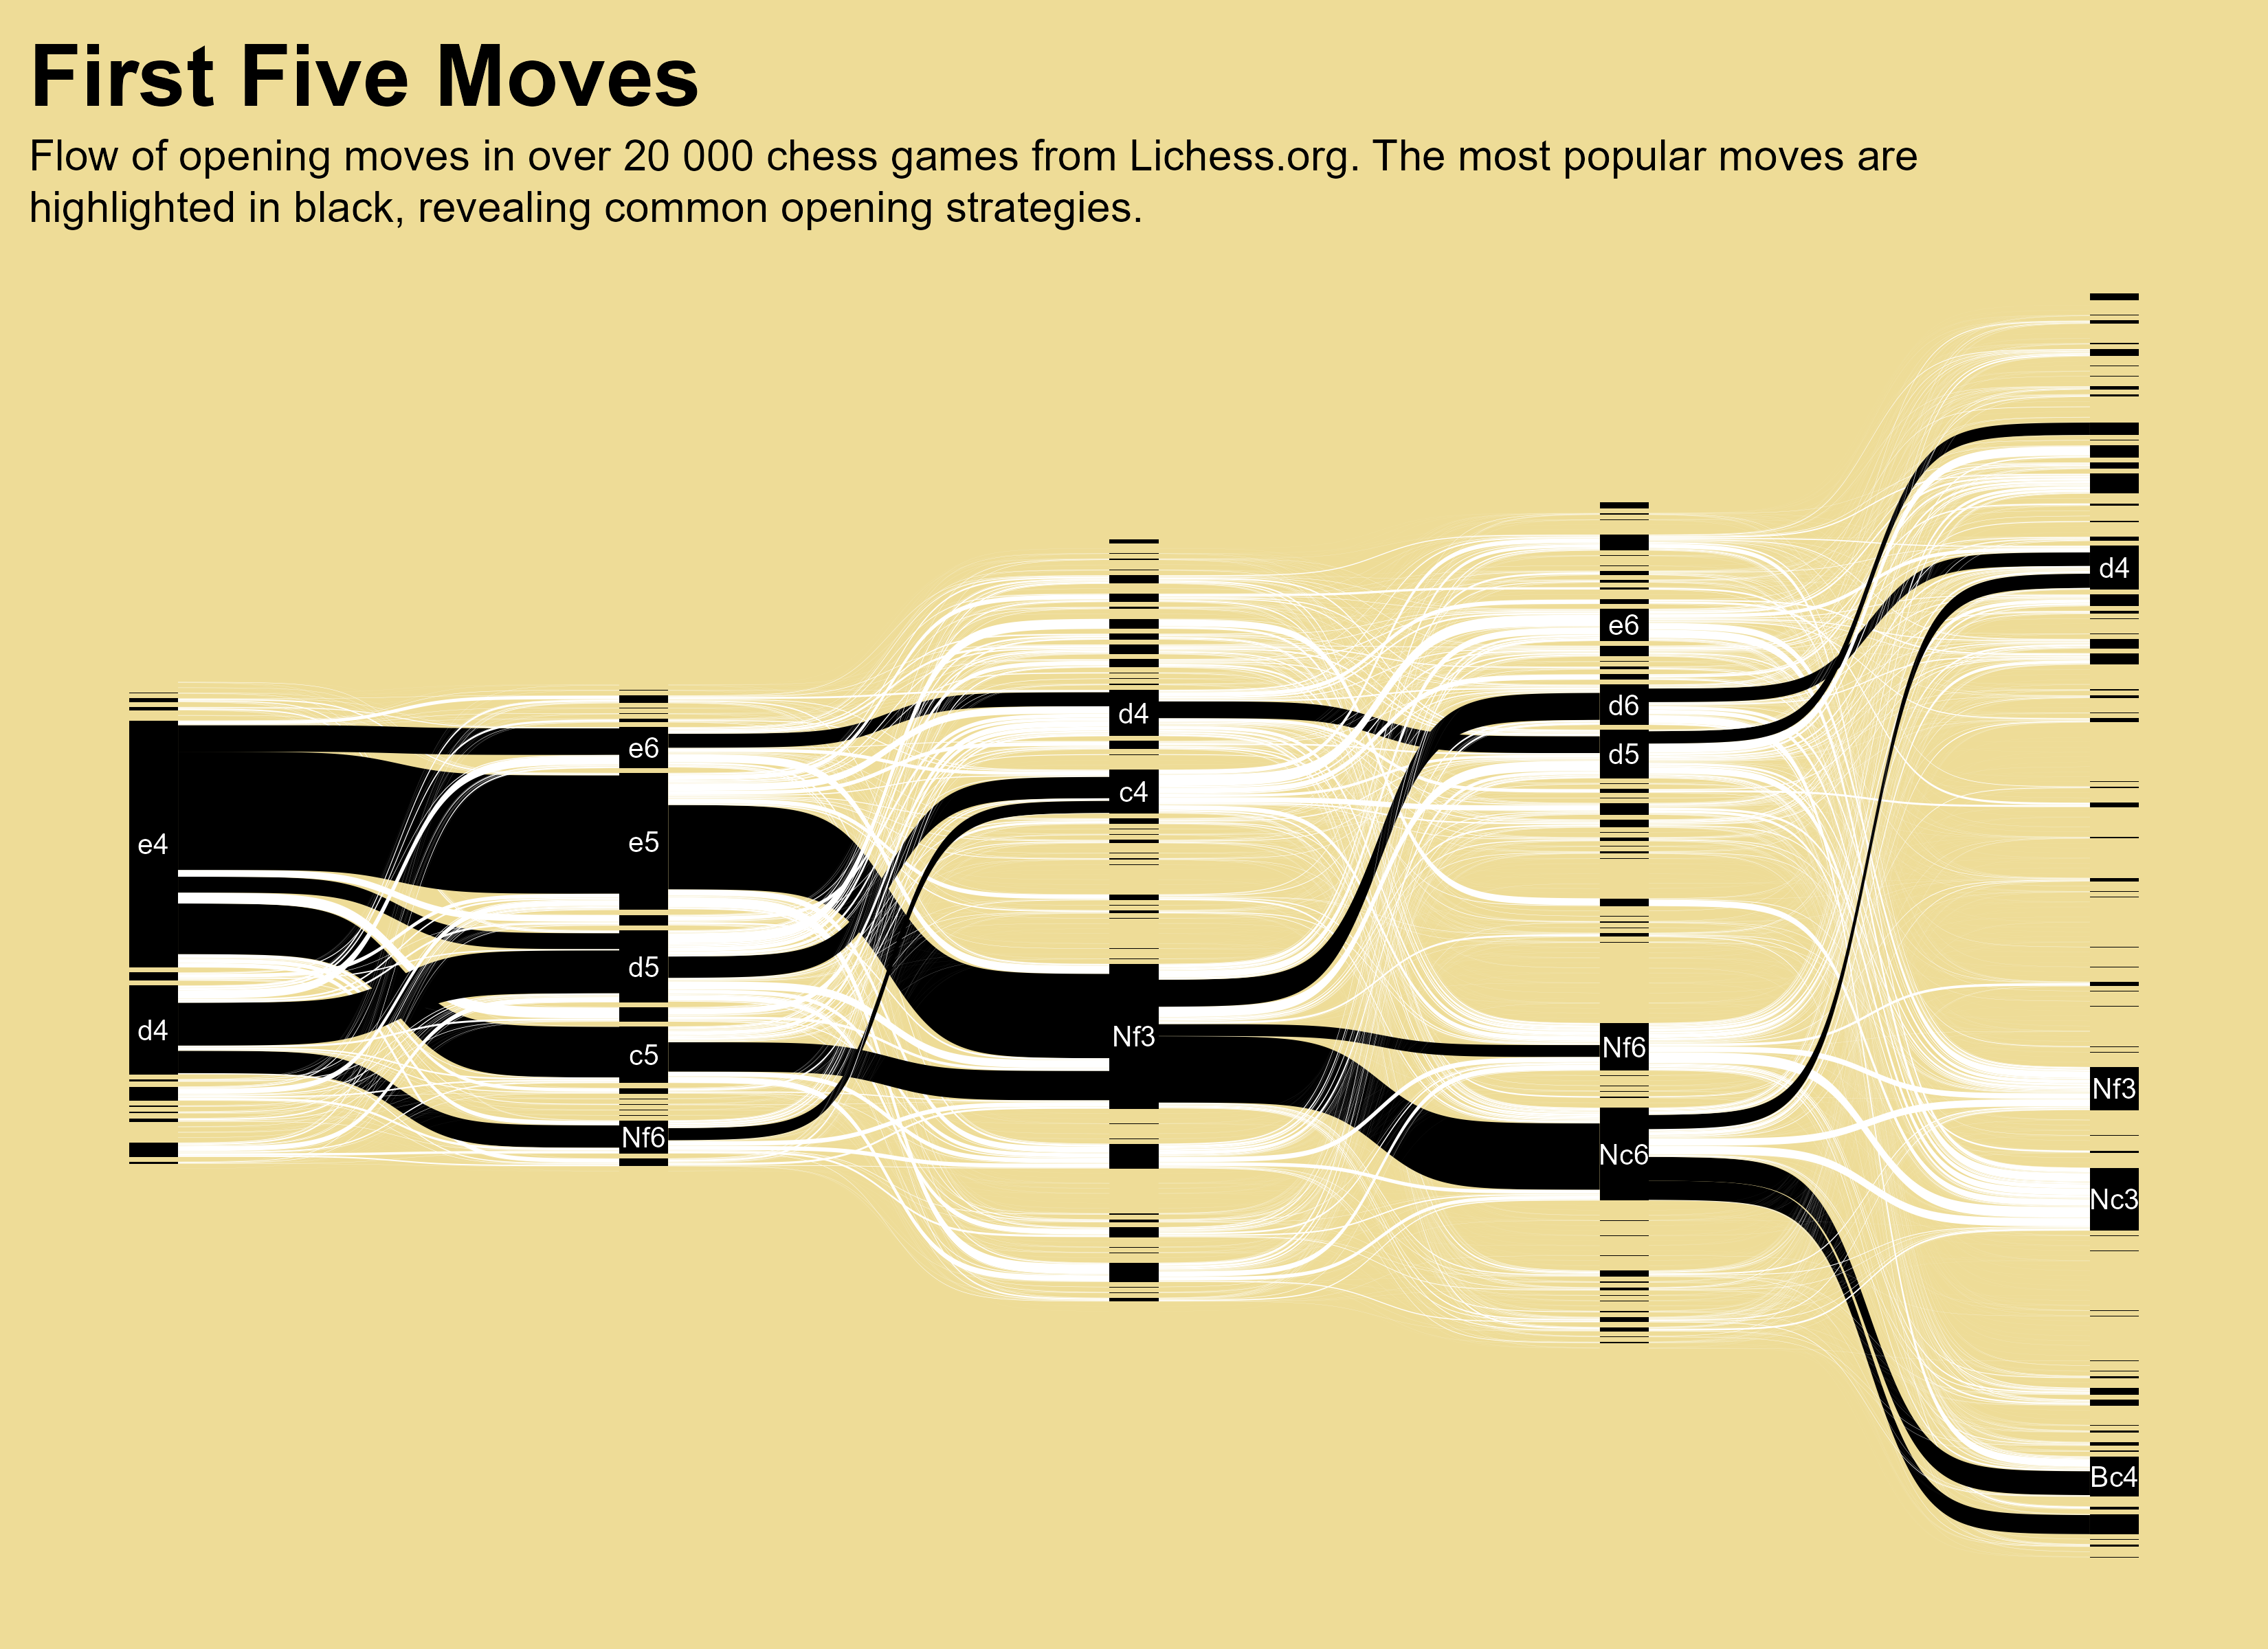 First Five Moves
Flow of opening moves in over 20 000 chess games from Lichess.org. The most popular moves are
highlighted in black, revealing common opening strategies.
e4
d4
e6
e5
d5
c5
Nf6
d4
c4
Nf3
e6
d6
d5
Nf6
Nc6
d4
Nf3
Nc3
Bc4